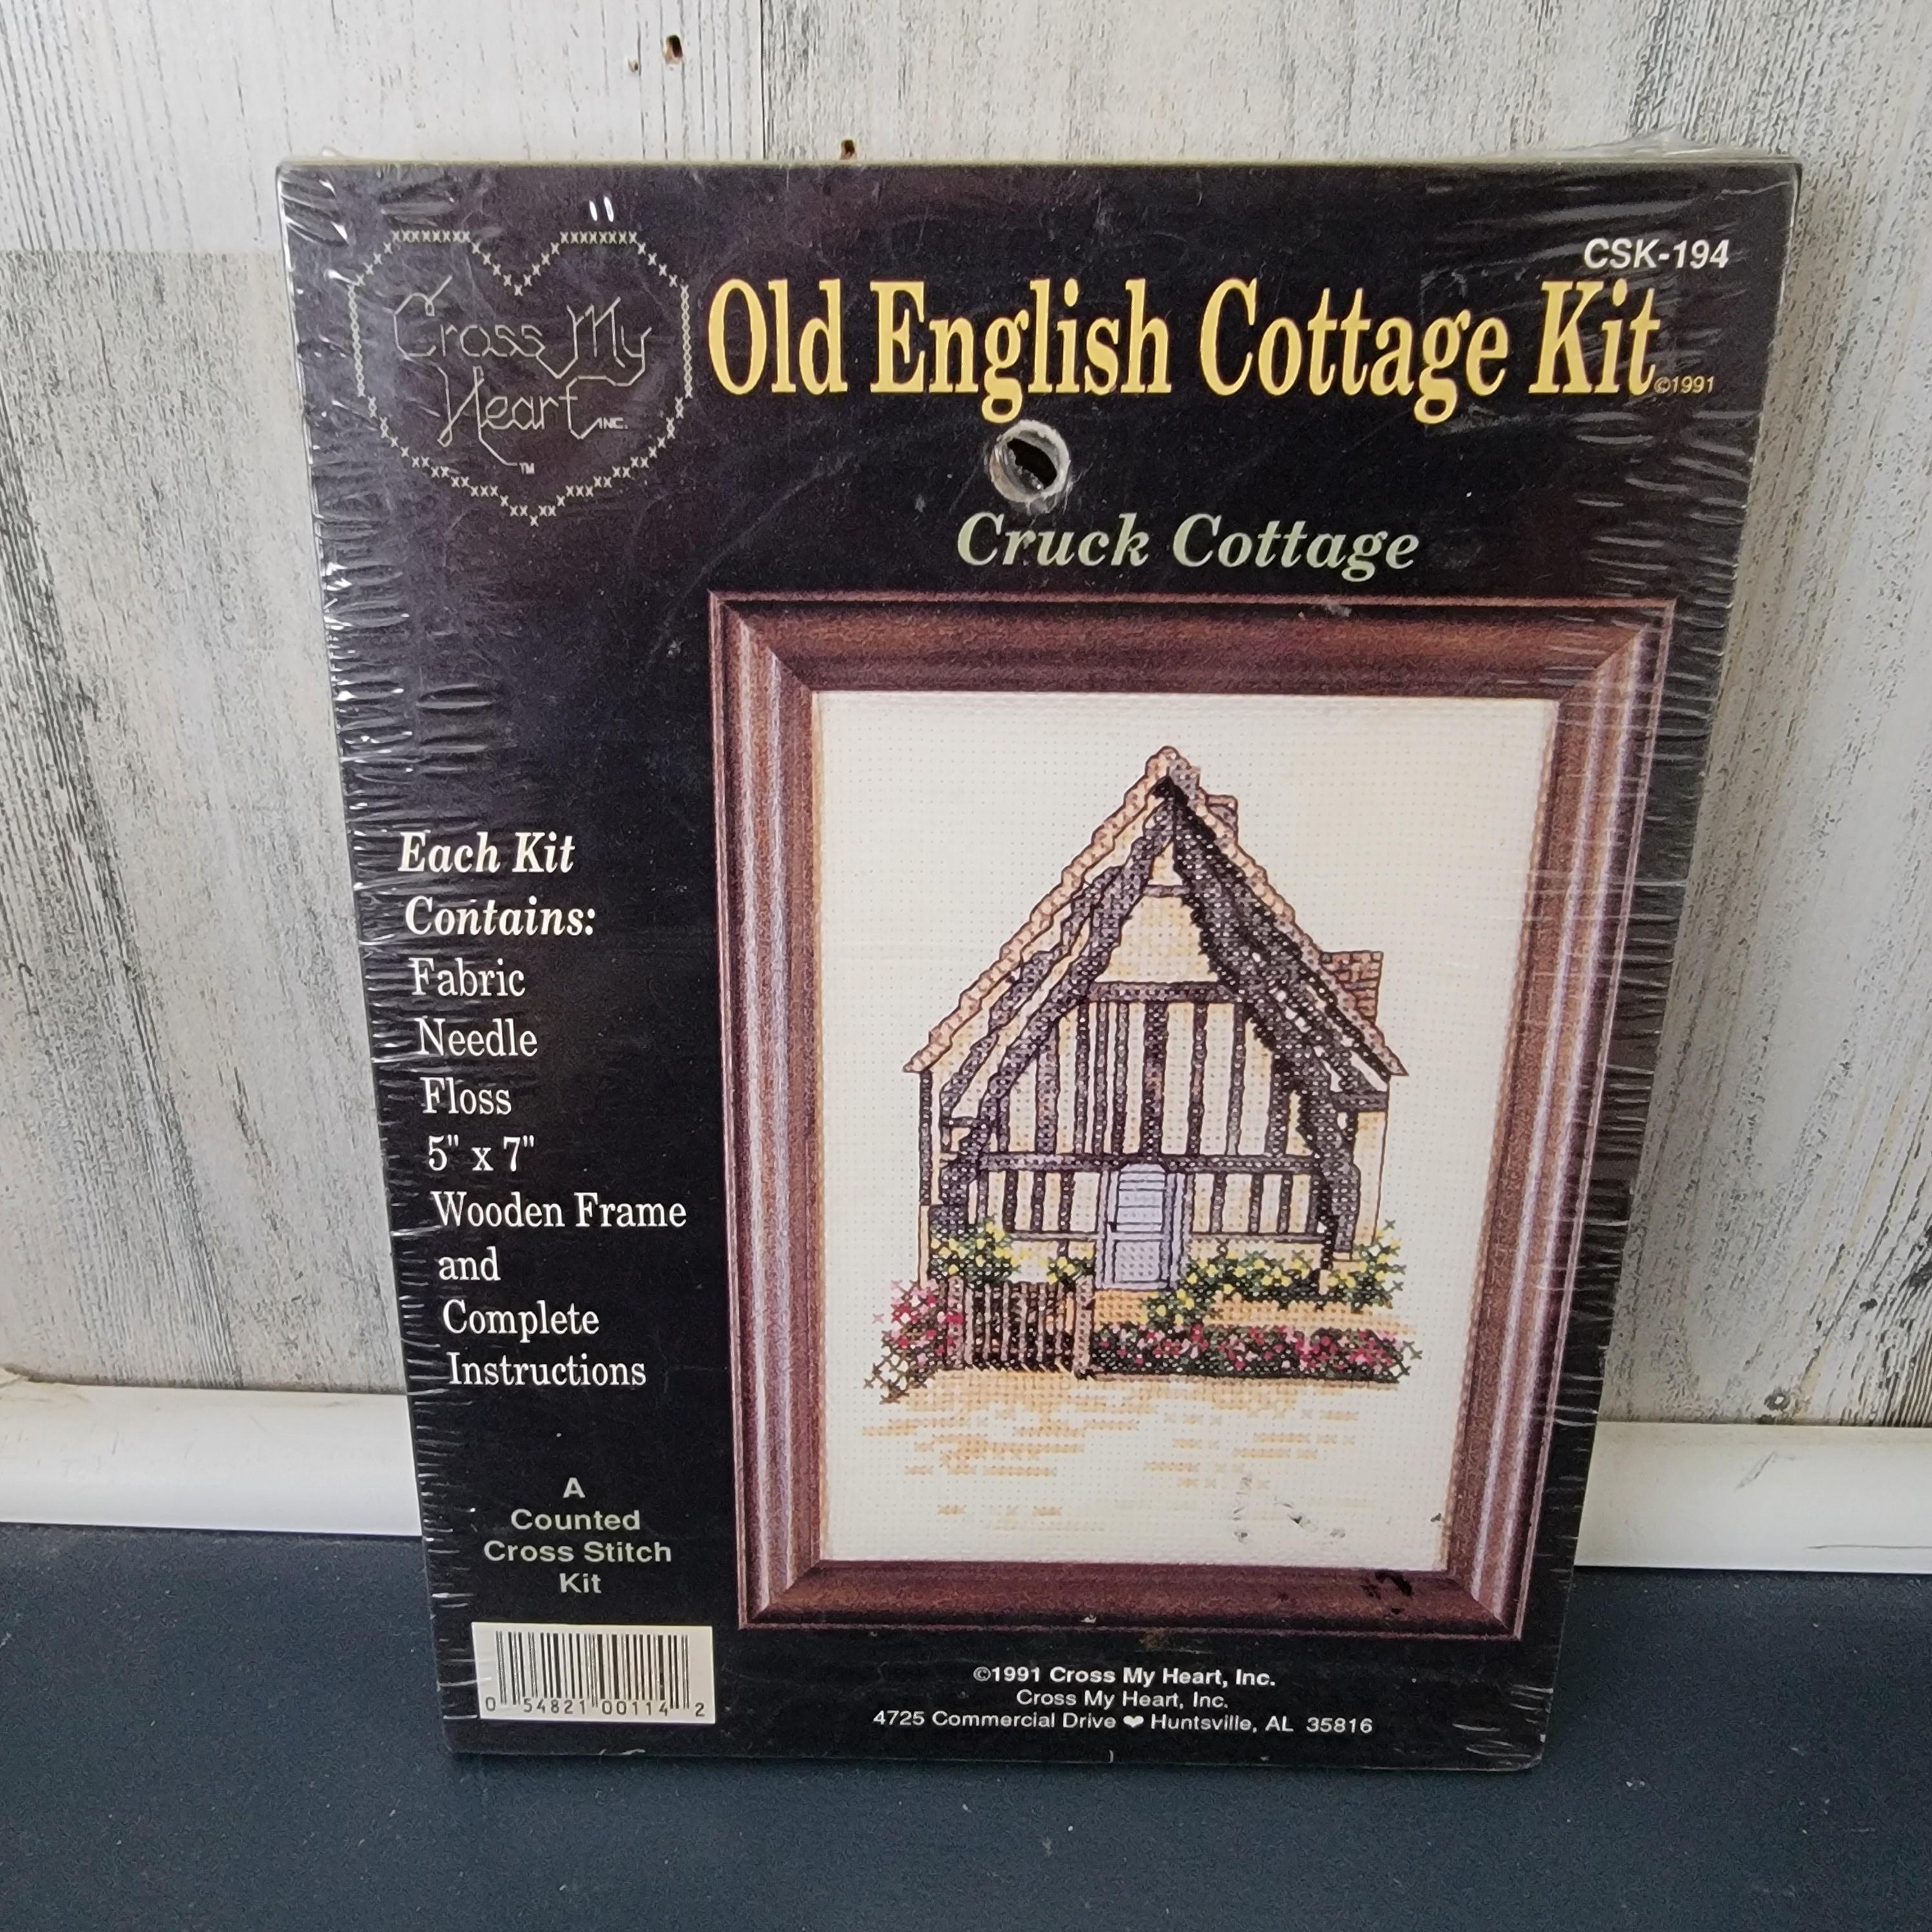 CSK-194
Cross My
Heart INC.
TM
Old English Cottage Kit ©1991
Cruck Cottage
Each Kit
Contains:
Fabric
Needle
Floss
5" x 7"
Wooden Frame
and
Complete
Instructions
A
Counted
Cross Stitch
Kit
0 54821 00114 2
©1991 Cross My Heart, Inc.
Cross My Heart, Inc.
4725 Commercial Drive ❤ Huntsville, AL 35816